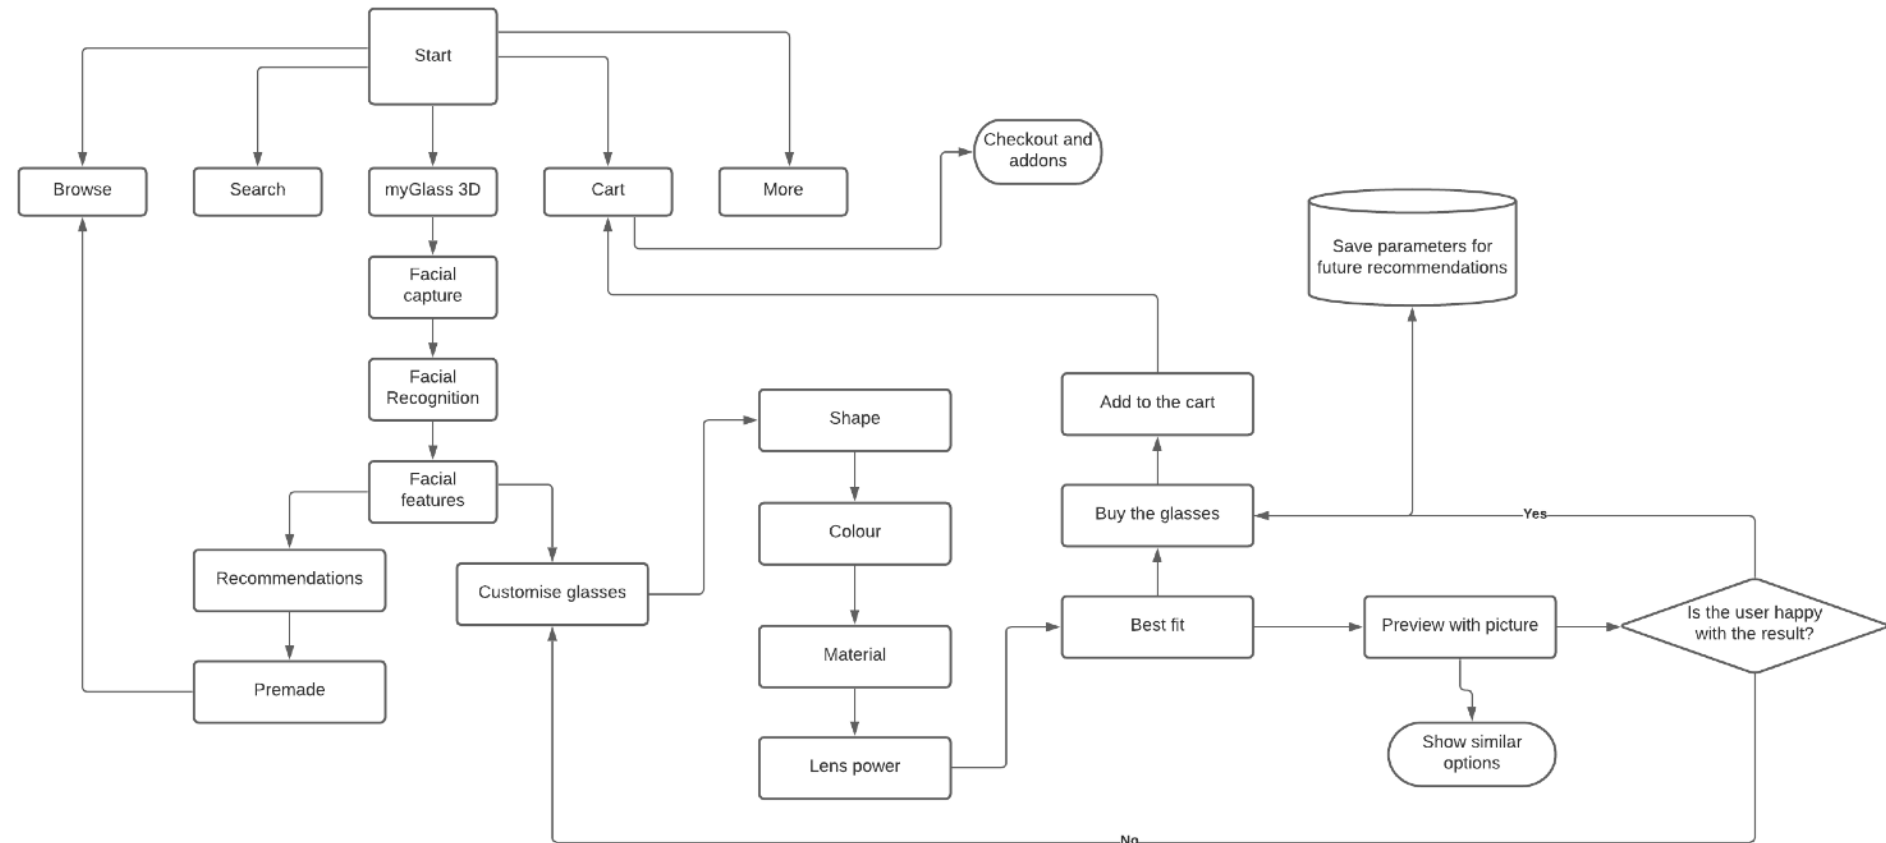 Start
Checkout and
addons
Browse
Search
myGlass 3D
Cart
More
Save parameters for
future recommendations
Facial
capture
Facial
Recognition
Shape
Add to the cart
Facial
features
Colour
Buy the glasses
Yes
Recommendations
Customise glasses
Best fit
Preview with picture
Is the user happy
with the result?
Material
Premade
Show similar
options
Lens power
No